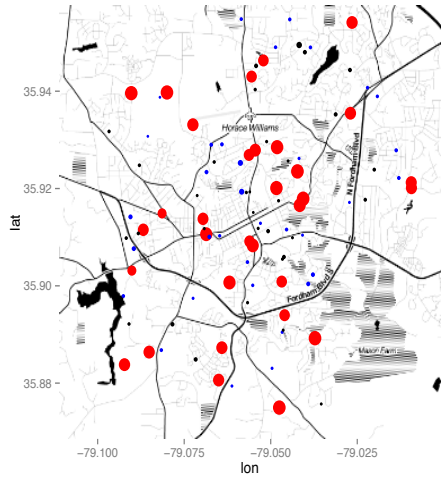 35.94
Horace Williams
N Fordham Blvd
35.92
lat
35.90
Fordham Blvd S
Mason Farm
35.88
−79.100
−79.075
−79.050
−79.025
lon